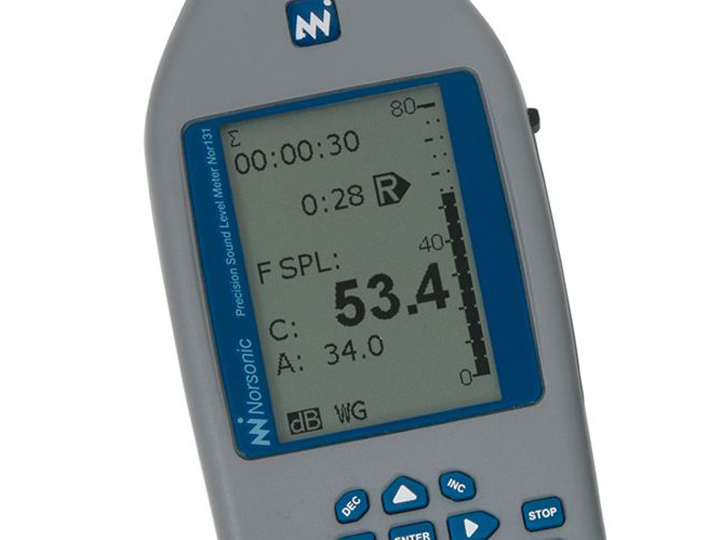 Precision Sound Level Meter Nor131
Norsonic
Σ
00:00:30
0:28 R
F SPL:
53.4
C:
A: 34.0
dB WG
80
40
0
DEC
INC
STOP
ENTER